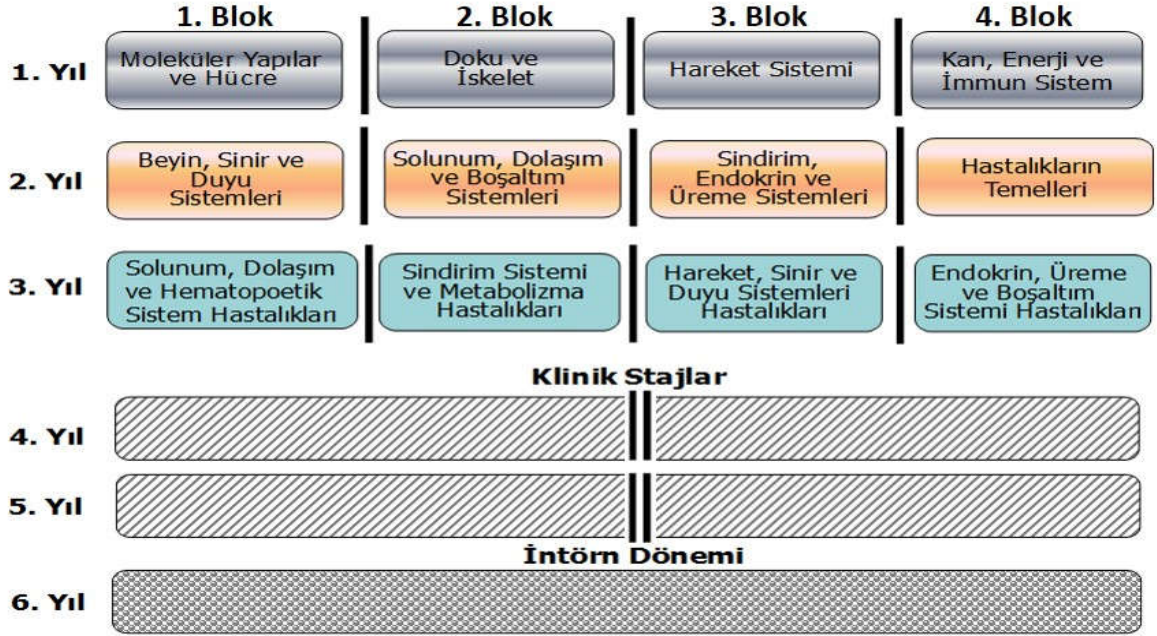 1. Blok 2. Blok 3. Blok 4. Blok
1. Yıl
Moleküler Yapılar
ve Hücre
Doku ve
İskelet
Hareket Sistemi
Kan, Enerji ve
İmmun Sistem
2. Yıl
Beyin, Sinir ve
Duyu
Sistemleri
Solunum, Dolaşım
ve Boşaltım
Sistemleri
Sindirim,
Endokrin ve
Üreme Sistemleri
Hastalıkların
Temelleri
3. Yıl
Solunum, Dolaşım
ve Hematopoetik
Sistem Hastalıkları
Sindirim Sistemi
ve Metabolizma
Hastalıkları
Hareket, Sinir ve
Duyu Sistemleri
Hastalıkları
Endokrin, Üreme
ve Boşaltım
Sistemi Hastalıkları
Klinik Stajlar
4. Yıl
5. Yıl
İntörn Dönemi
6. Yıl